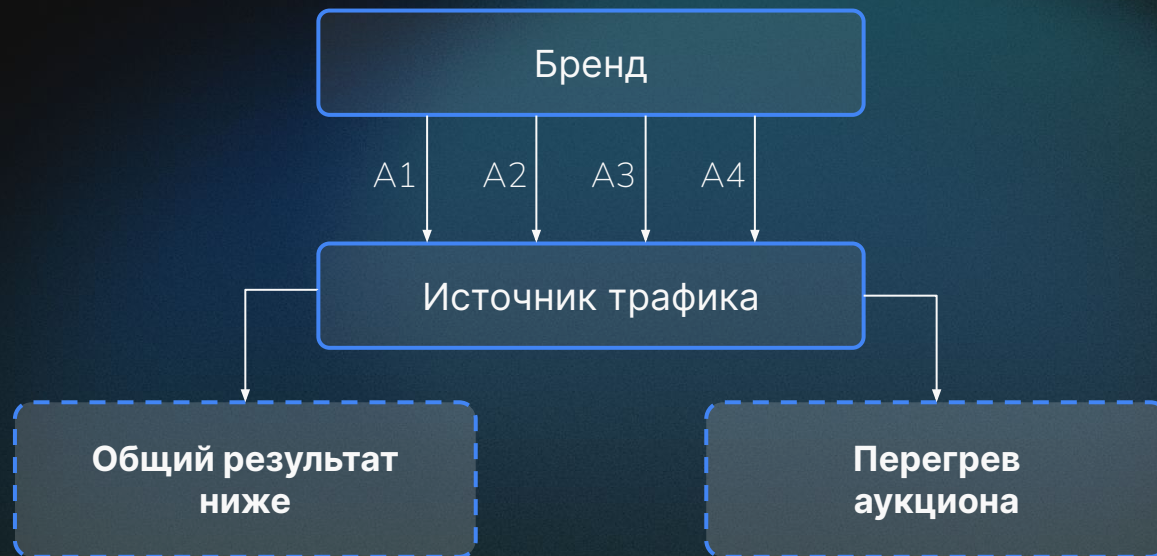 Бренд
A1 A2 A3 A4
Источник трафика
Общий результат
ниже
Перегрев
аукциона